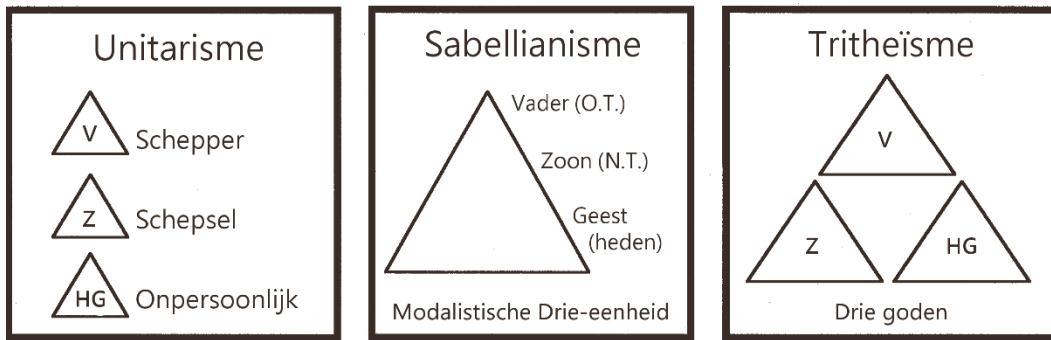 Unitarisme
V Schepper
Z Schepsel
HG Onpersoonlijk
Sabellianisme
Vader (O.T.)
Zoon (N.T.)
Geest
(heden)
Modalistische Drie-eenheid
Tritheïsme
V
Z HG
Drie goden